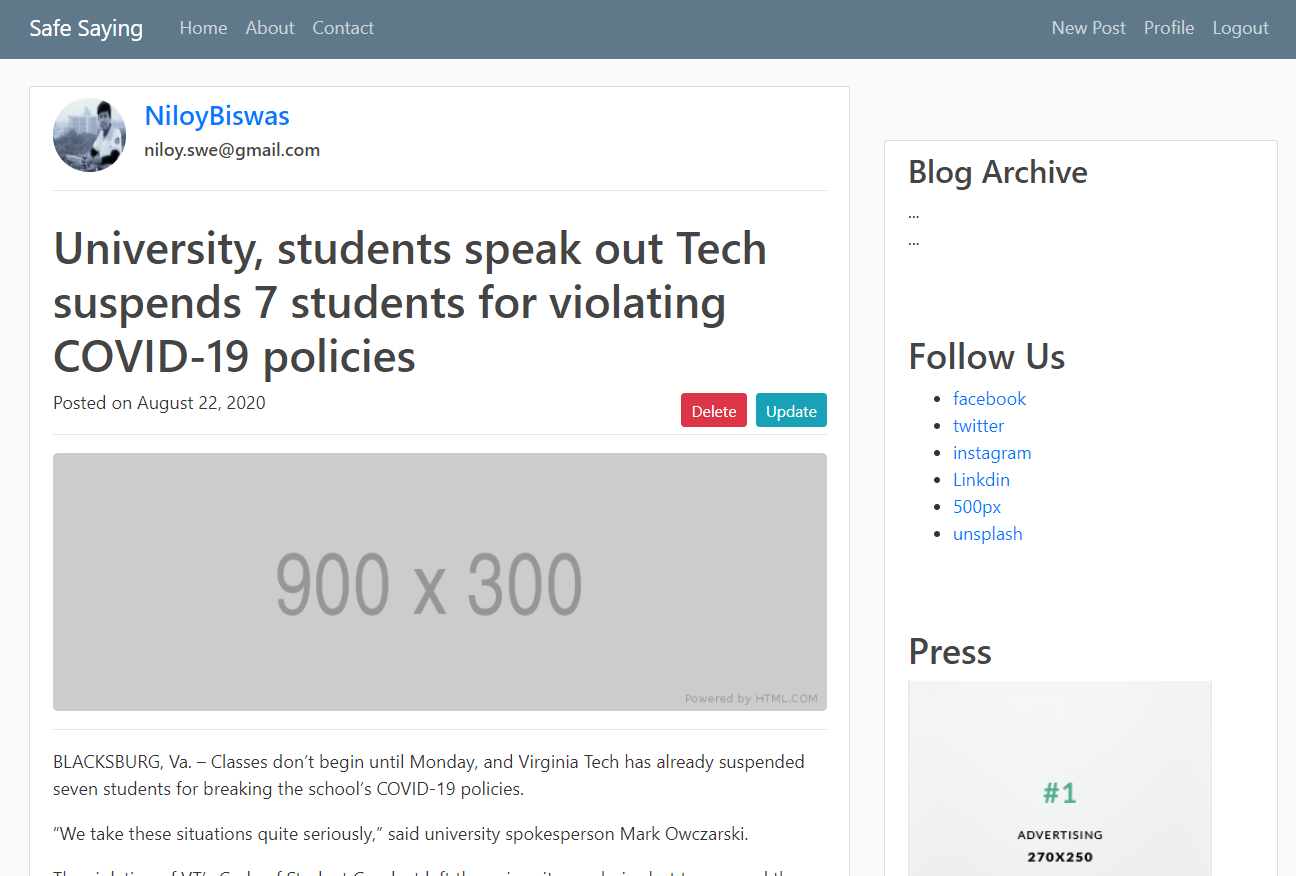 Safe Saying Home About Contact New Post Profile Logout
NiloyBiswas
niloy.swe@gmail.com
University, students speak out Tech
suspends 7 students for violating
COVID-19 policies
Posted on August 22, 2020
Delete Update
900 x 300
Powered by HTML.COM
BLACKSBURG, Va. – Classes don’t begin until Monday, and Virginia Tech has already suspended
seven students for breaking the school’s COVID-19 policies.
“We take these situations quite seriously,” said university spokesperson Mark Owczarski.
Blog Archive
...
...
Follow Us
facebook
twitter
instagram
Linkdin
500px
unsplash
Press
#1
ADVERTISING
270X250